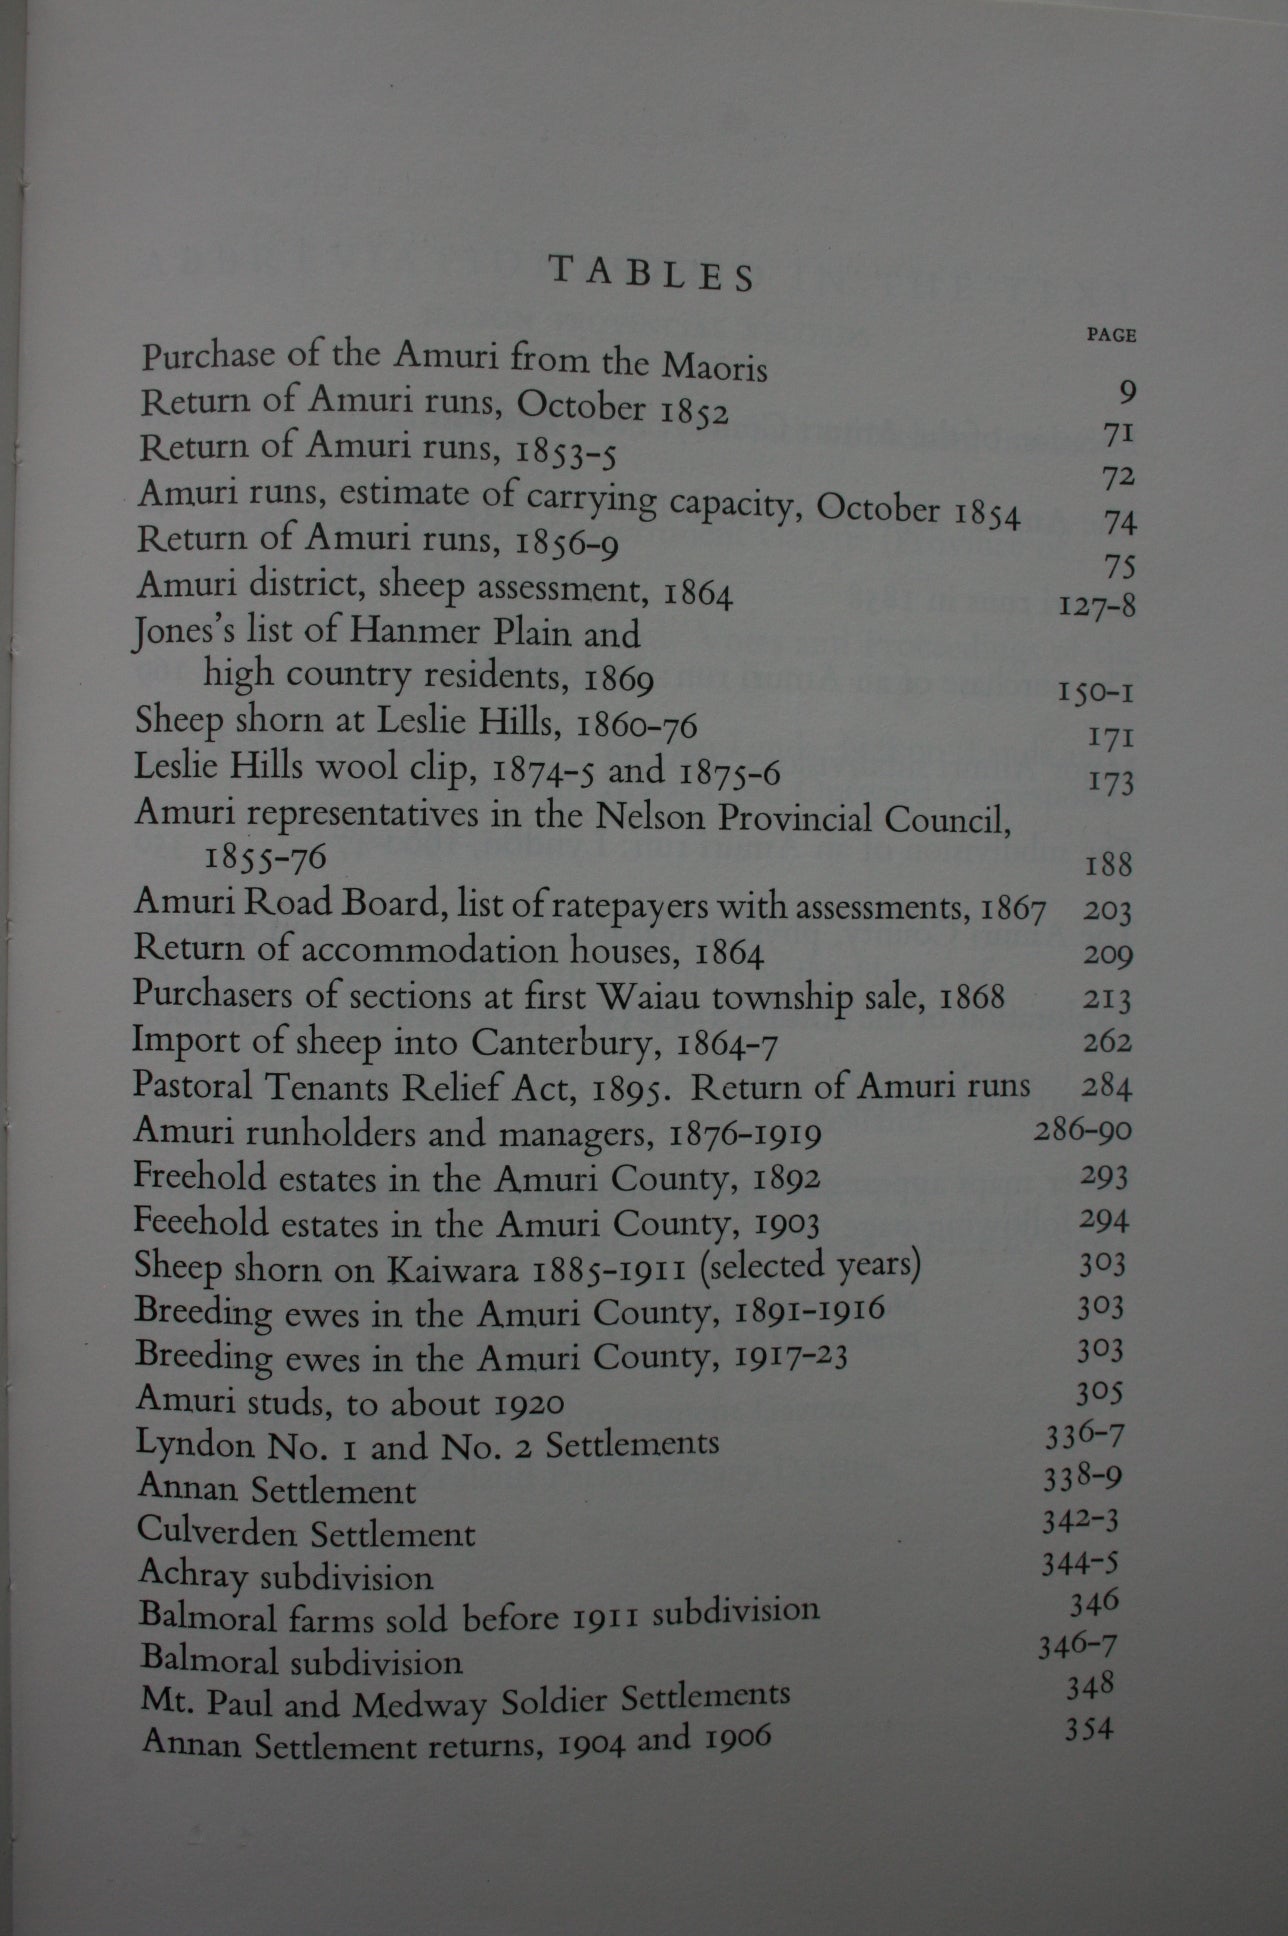 TABLES
PAGE
Purchase of the Amuri from the Maoris 9
Return of Amuri runs, October 1852 71
Return of Amuri runs, 1853–5 72
Amuri runs, estimate of carrying capacity, October 1854 74
Return of Amuri runs, 1856–9 75
Amuri district, sheep assessment, 1864 127–8
Jones's list of Hanmer Plain and
high country residents, 1869 150–1
Sheep shorn at Leslie Hills, 1860–76 171
Leslie Hills wool clip, 1874–5 and 1875–6 173
Amuri representatives in the Nelson Provincial Council,
1855–76 188
Amuri Road Board, list of ratepayers with assessments, 1867 203
Return of accommodation houses, 1864 209
Purchasers of sections at first Waiau township sale, 1868 213
Import of sheep into Canterbury, 1864–7 262
Pastoral Tenants Relief Act, 1895. Return of Amuri runs 284
Amuri runholders and managers, 1876–1919 286–90
Freehold estates in the Amuri County, 1892 293
Feeehold estates in the Amuri County, 1903 294
Sheep shorn on Kaiwara 1885–1911 (selected years) 303
Breeding ewes in the Amuri County, 1891–1916 303
Breeding ewes in the Amuri County, 1917–23 303
Amuri studs, to about 1920 305
Lyndon No. 1 and No. 2 Settlements 336–7
Annan Settlement 338–9
Culverden Settlement 342–3
Achray subdivision 344–5
Balmoral farms sold before 1911 subdivision 346
Balmoral subdivision 346–7
Mt. Paul and Medway Soldier Settlements 348
Annan Settlement returns, 1904 and 1906 354